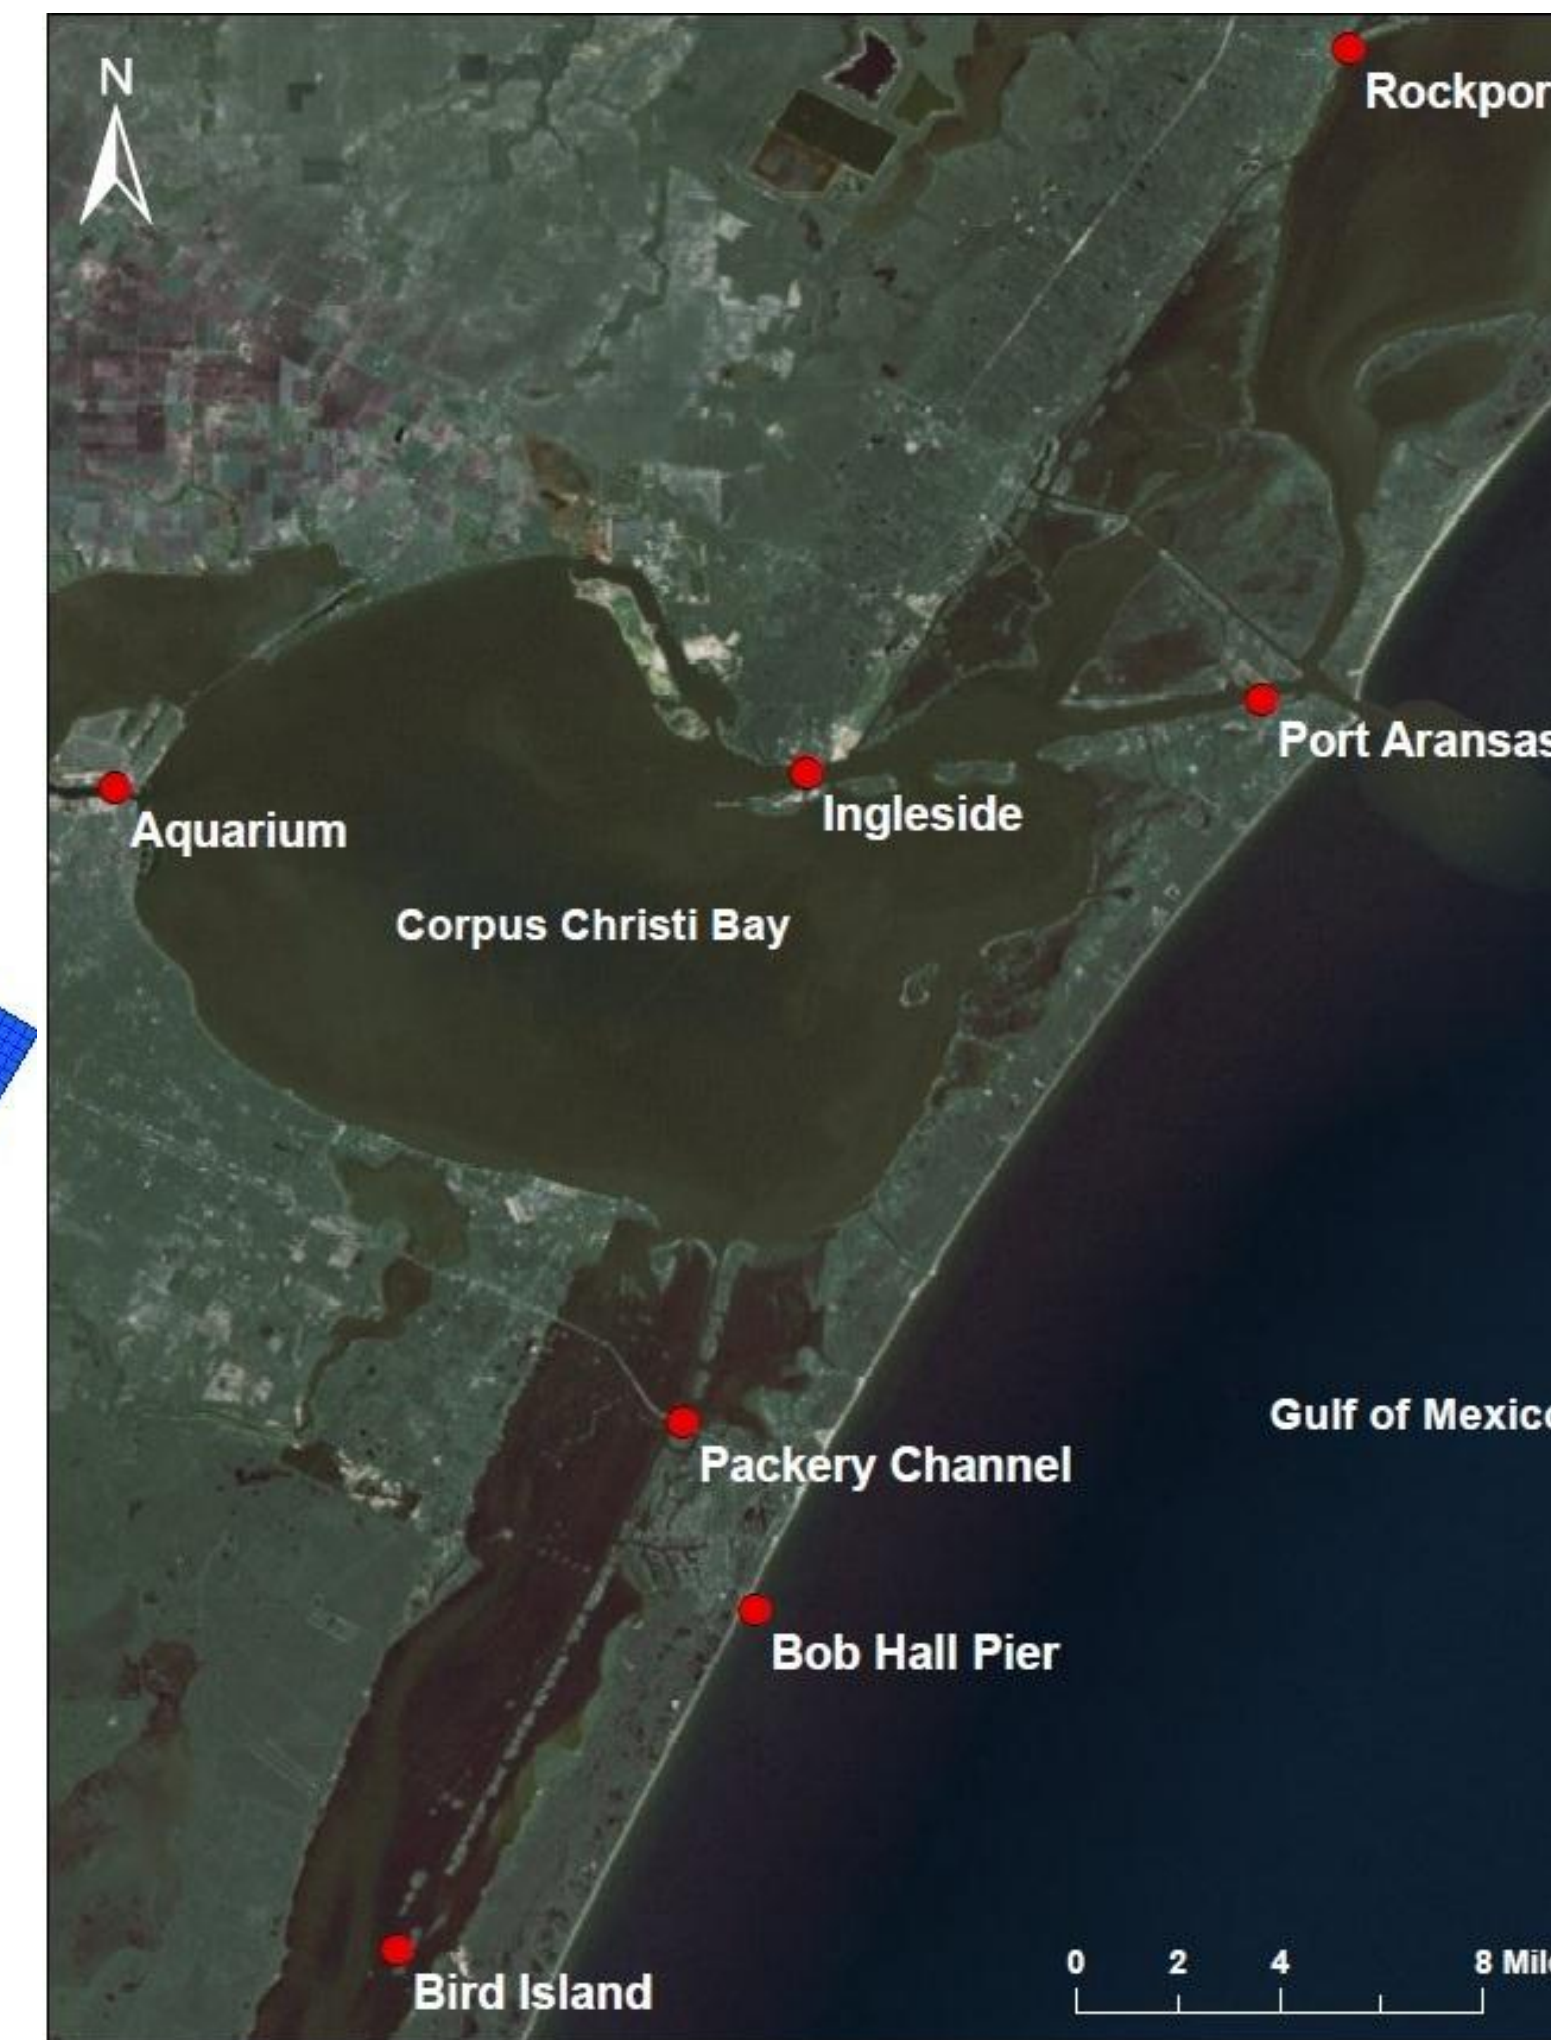 N
Rockpor
Port Aransas
Ingleside
Aquarium
Corpus Christi Bay
Gulf of Mexico
Packery Channel
Bob Hall Pier
Bird Island
0 2 4 8 Mile